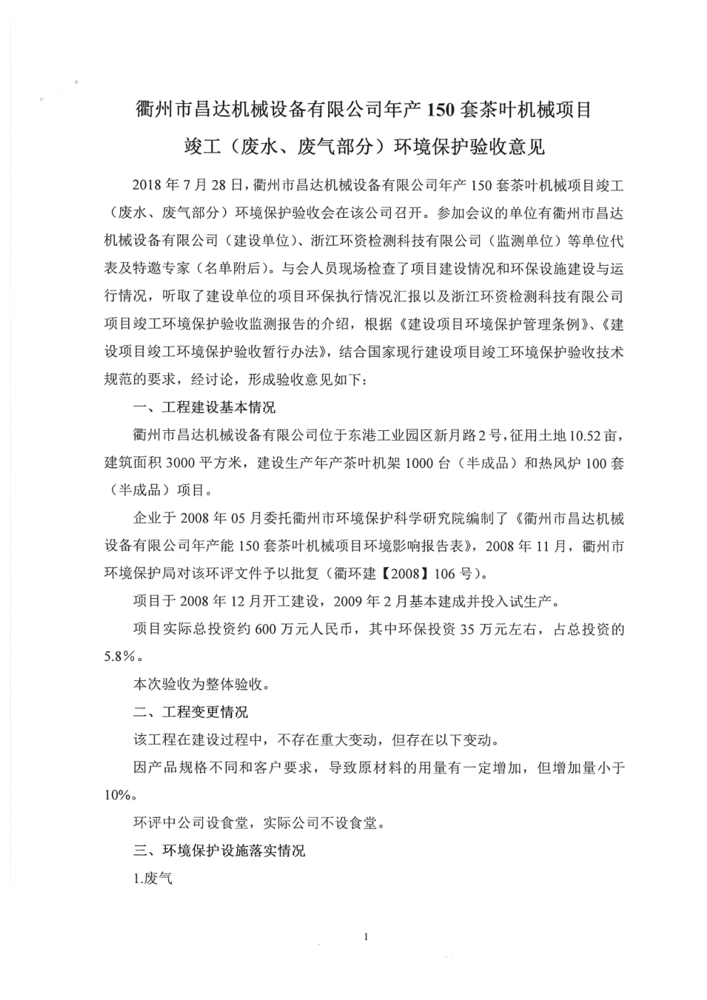 衢州市昌达机械设备有限公司年产 150 套茶叶机械项目
竣工（废水、废气部分）环境保护验收意见
2018 年 7 月 28 日，衢州市昌达机械设备有限公司年产 150 套茶叶机械项目竣工
（废水、废气部分）环境保护验收会在该公司召开。参加会议的单位有衢州市昌达
机械设备有限公司（建设单位）、浙江环资检测科技有限公司（监测单位）等单位代
表及特邀专家（名单附后）。与会人员现场检查了项目建设情况和环保设施建设与运
行情况，听取了建设单位的项目环保执行情况汇报以及浙江环资检测科技有限公司
项目竣工环境保护验收监测报告的介绍，根据《建设项目环境保护管理条例》、《建
设项目竣工环境保护验收暂行办法》，结合国家现行建设项目竣工环境保护验收技术
规范的要求，经讨论，形成验收意见如下：
一、工程建设基本情况
衢州市昌达机械设备有限公司位于东港工业园区新月路 2 号，征用土地 10.52 亩，
建筑面积 3000 平方米，建设生产年产茶叶机架 1000 台（半成品）和热风炉 100 套
（半成品）项目。
企业于 2008 年 05 月委托衢州市环境保护科学研究院编制了《衢州市昌达机械
设备有限公司年产能 150 套茶叶机械项目环境影响报告表》，2008 年 11 月，衢州市
环境保护局对该环评文件予以批复（衢环建【2008】106 号）。
项目于 2008 年 12 月开工建设，2009 年 2 月基本建成并投入试生产。
项目实际总投资约 600 万元人民币，其中环保投资 35 万元左右，占总投资的
5.8%。
本次验收为整体验收。
二、工程变更情况
该工程在建设过程中，不存在重大变动，但存在以下变动。
因产品规格不同和客户要求，导致原材料的用量有一定增加，但增加量小于
10%。
环评中公司设食堂，实际公司不设食堂。
三、环境保护设施落实情况
1.废气
1